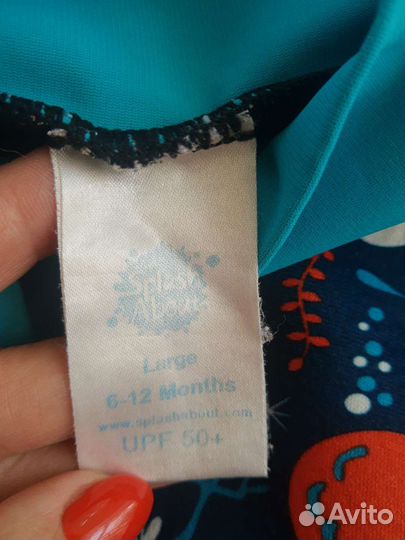 Splash
About
Large
6-12 Months
www.splashabout.com
UPF 50+
Avito